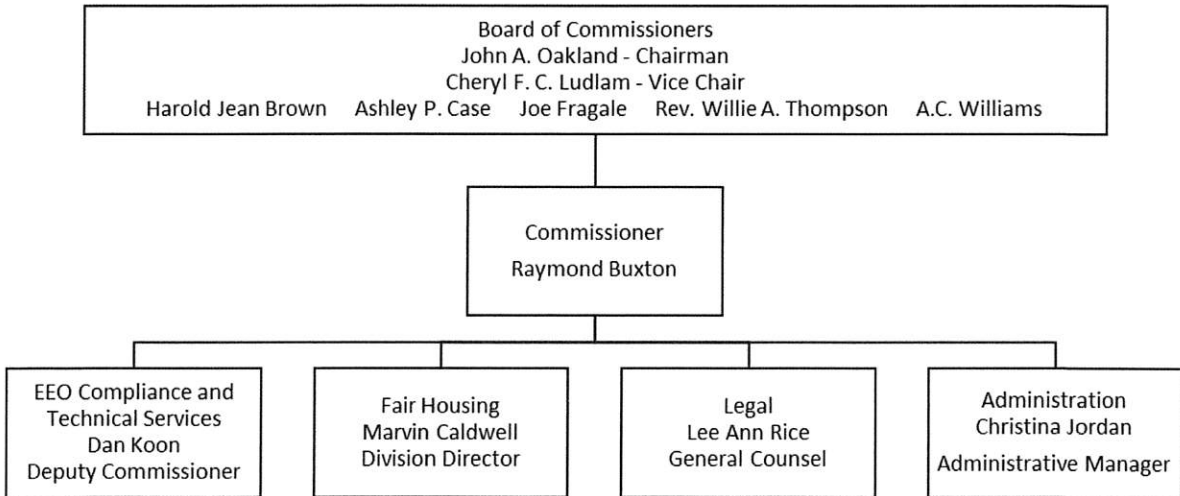 Board of Commissioners
John A. Oakland - Chairman
Cheryl F. C. Ludlam - Vice Chair
Harold Jean Brown Ashley P. Case Joe Fragale Rev. Willie A. Thompson A.C. Williams
Commissioner
Raymond Buxton
EEO Compliance and
Technical Services
Dan Koon
Deputy Commissioner
Fair Housing
Marvin Caldwell
Division Director
Legal
Lee Ann Rice
General Counsel
Administration
Christina Jordan
Administrative Manager